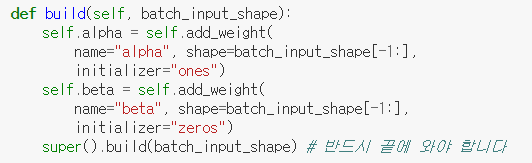 def build(self, batch_input_shape):
    self.alpha = self.add_weight(
        name="alpha", shape=batch_input_shape[-1:],
        initializer="ones")
    self.beta = self.add_weight(
        name="beta", shape=batch_input_shape[-1:],
        initializer="zeros")
    super().build(batch_input_shape) # 반드시 끝에 와야 합니다